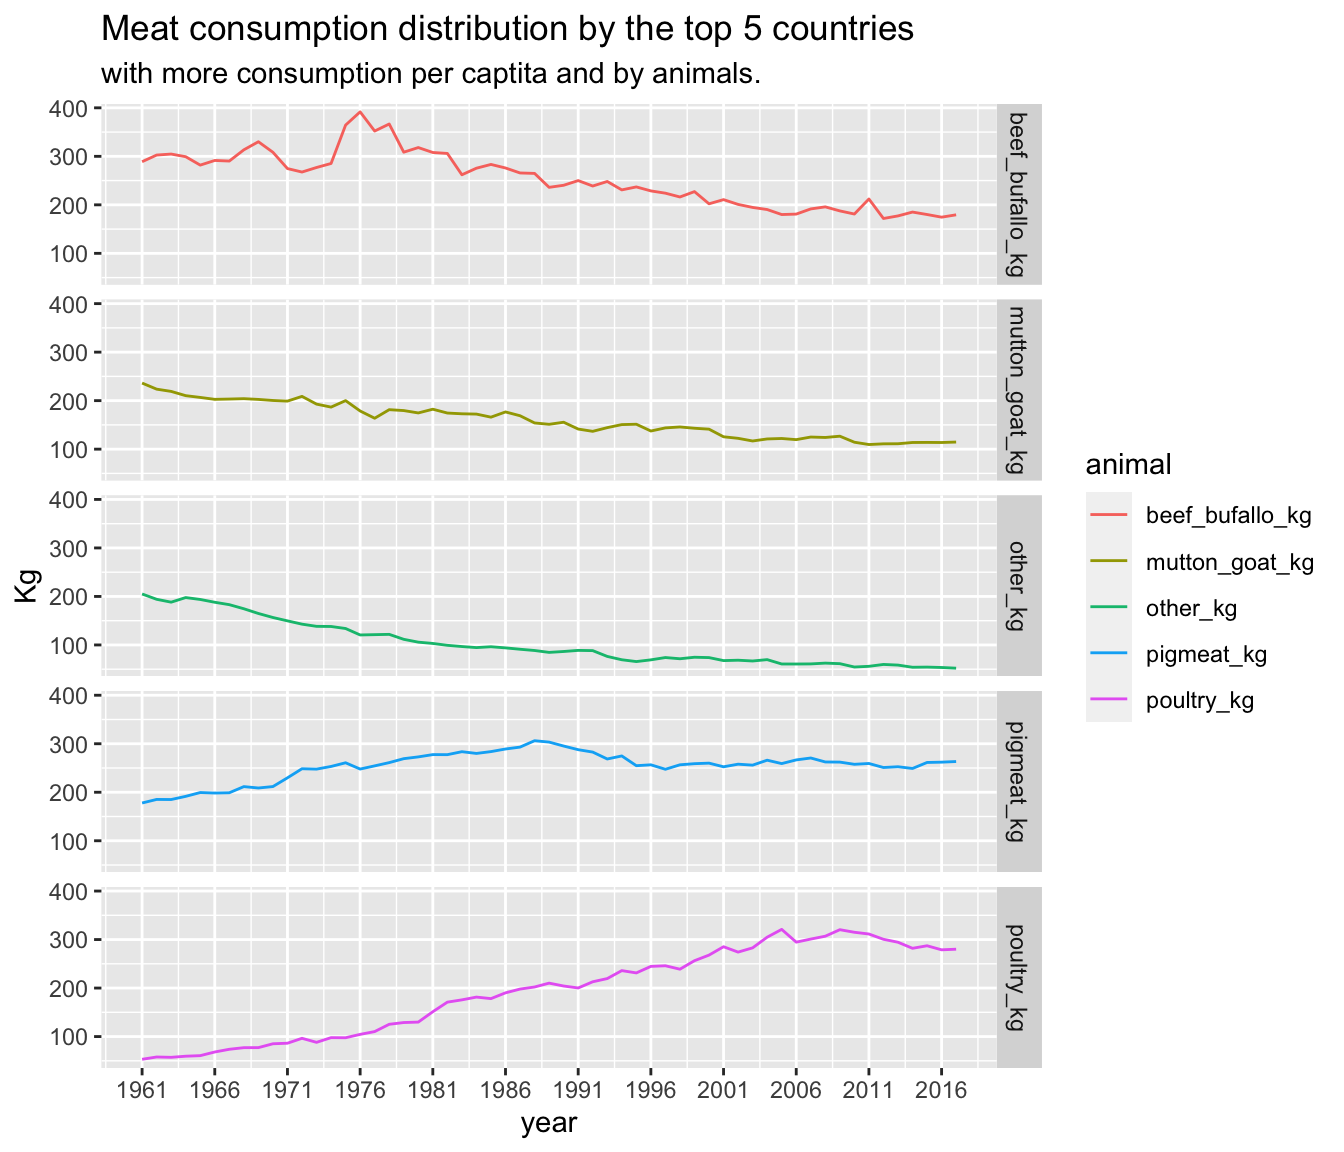 Meat consumption distribution by the top 5 countries
with more consumption per captita and by animals.
400
300
200
100
beef_bufallo_kg
400
300
200
100
mutton_goat_kg
400
300
200
100
other_kg
400
300
200
100
pigmeat_kg
400
300
200
100
poultry_kg
Kg
1961 1966 1971 1976 1981 1986 1991 1996 2001 2006 2011 2016
year
animal
beef_bufallo_kg
mutton_goat_kg
other_kg
pigmeat_kg
poultry_kg